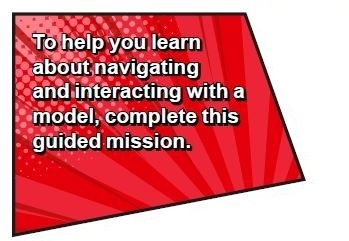 To help you learn
about navigating
and interacting with a
model, complete this
guided mission.